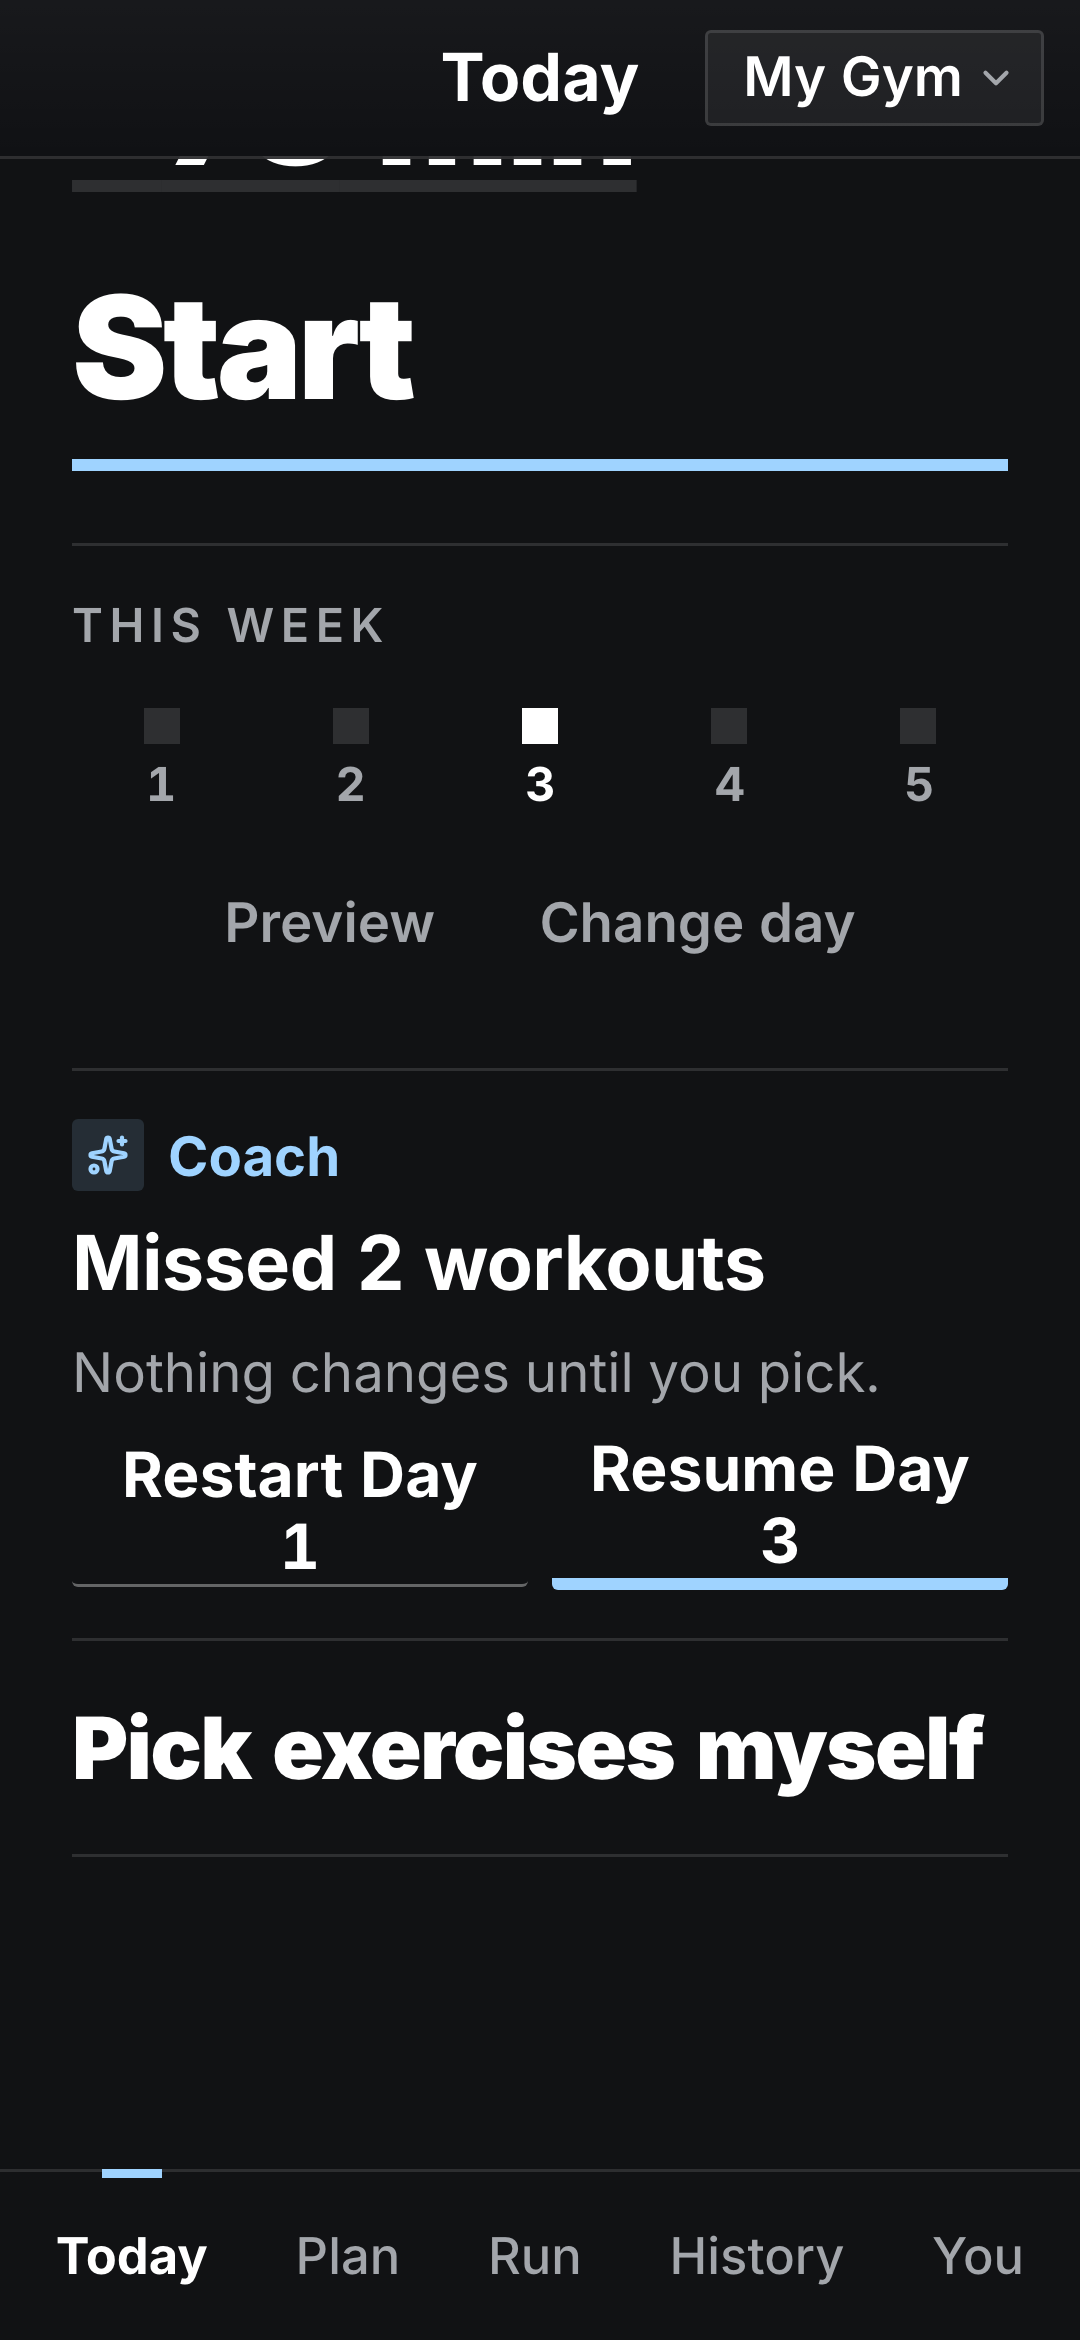 Today
My Gym
Start
THIS WEEK
1 2 3 4 5
Preview Change day
Coach
Missed 2 workouts
Nothing changes until you pick.
Restart Day
1
Resume Day
3
Pick exercises myself
Today Plan Run History You